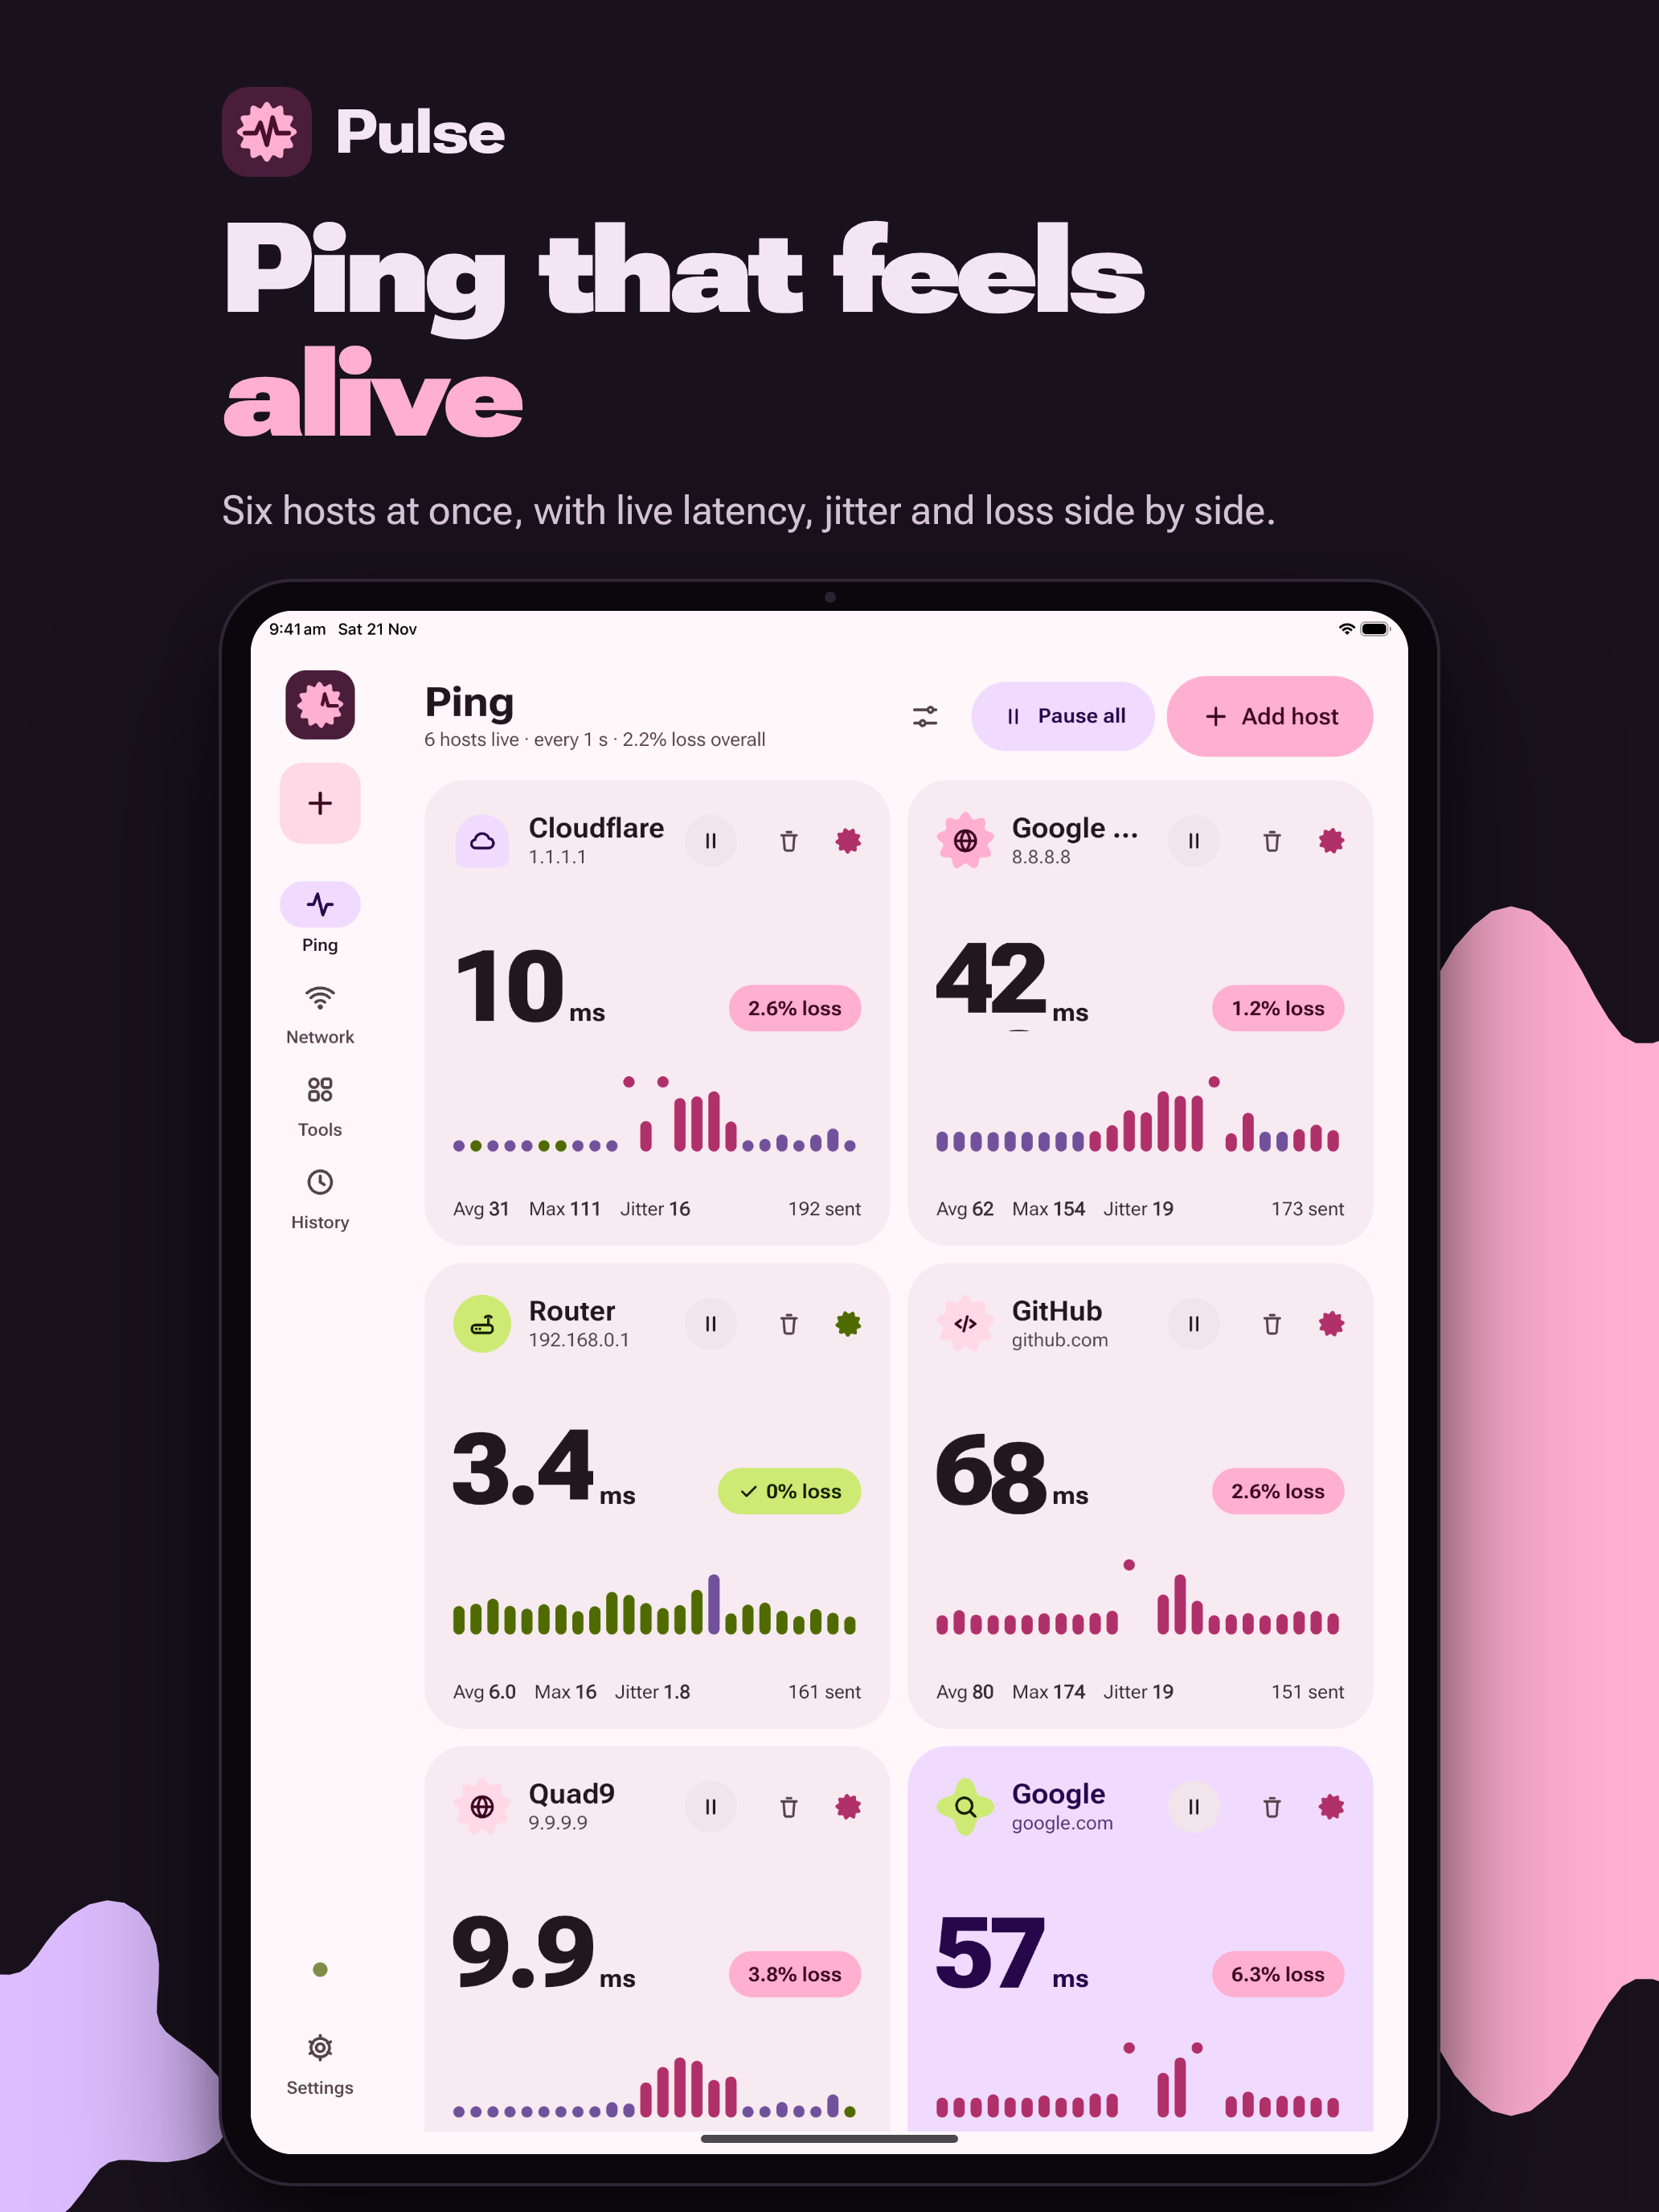 Pulse
Ping that feels
alive
Six hosts at once, with live latency, jitter and loss side by side.
9:41 am Sat 21 Nov
Ping
6 hosts live · every 1 s · 2.2% loss overall
Pause all
Add host
Ping
Network
Tools
History
Settings
Cloudflare
1.1.1.1
10 ms
2.6% loss
Avg 31 Max 111 Jitter 16 192 sent
Google ...
8.8.8.8
42 ms
1.2% loss
Avg 62 Max 154 Jitter 19 173 sent
Router
192.168.0.1
3.4 ms
0% loss
Avg 6.0 Max 16 Jitter 1.8 161 sent
GitHub
github.com
68 ms
2.6% loss
Avg 80 Max 174 Jitter 19 151 sent
Quad9
9.9.9.9
9.9 ms
3.8% loss
Google
google.com
57 ms
6.3% loss